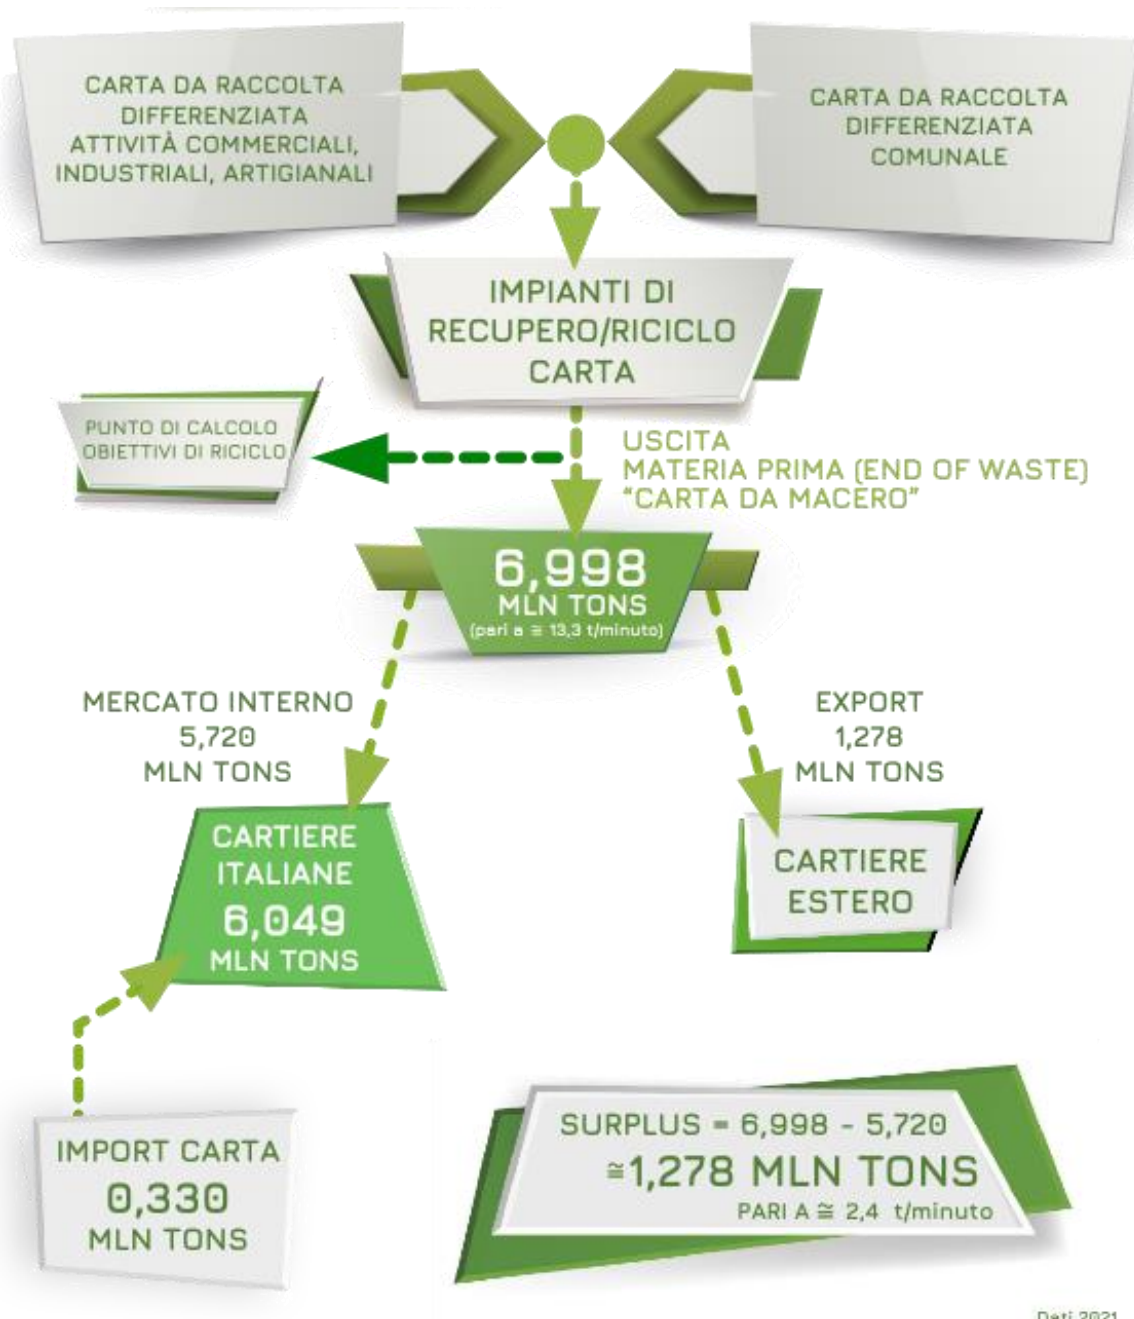 CARTA DA RACCOLTA
DIFFERENZIATA
ATTIVITÀ COMMERCIALI,
INDUSTRIALI, ARTIGIANALI
CARTA DA RACCOLTA
DIFFERENZIATA
COMUNALE
IMPIANTI DI
RECUPERO/RICICLO
CARTA
PUNTO DI CALCOLO
OBIETTIVI DI RICICLO
USCITA
MATERIA PRIMA (END OF WASTE)
“CARTA DA MACERO”
6,998
MLN TONS
(pari a ≅ 13,3 t/minuto)
MERCATO INTERNO
5,720
MLN TONS
EXPORT
1,278
MLN TONS
CARTIERE
ITALIANE
6,049
MLN TONS
CARTIERE
ESTERO
IMPORT CARTA
0,330
MLN TONS
SURPLUS = 6,998 - 5,720
≅1,278 MLN TONS
PARI A ≅ 2,4 t/minuto
Dati 2021